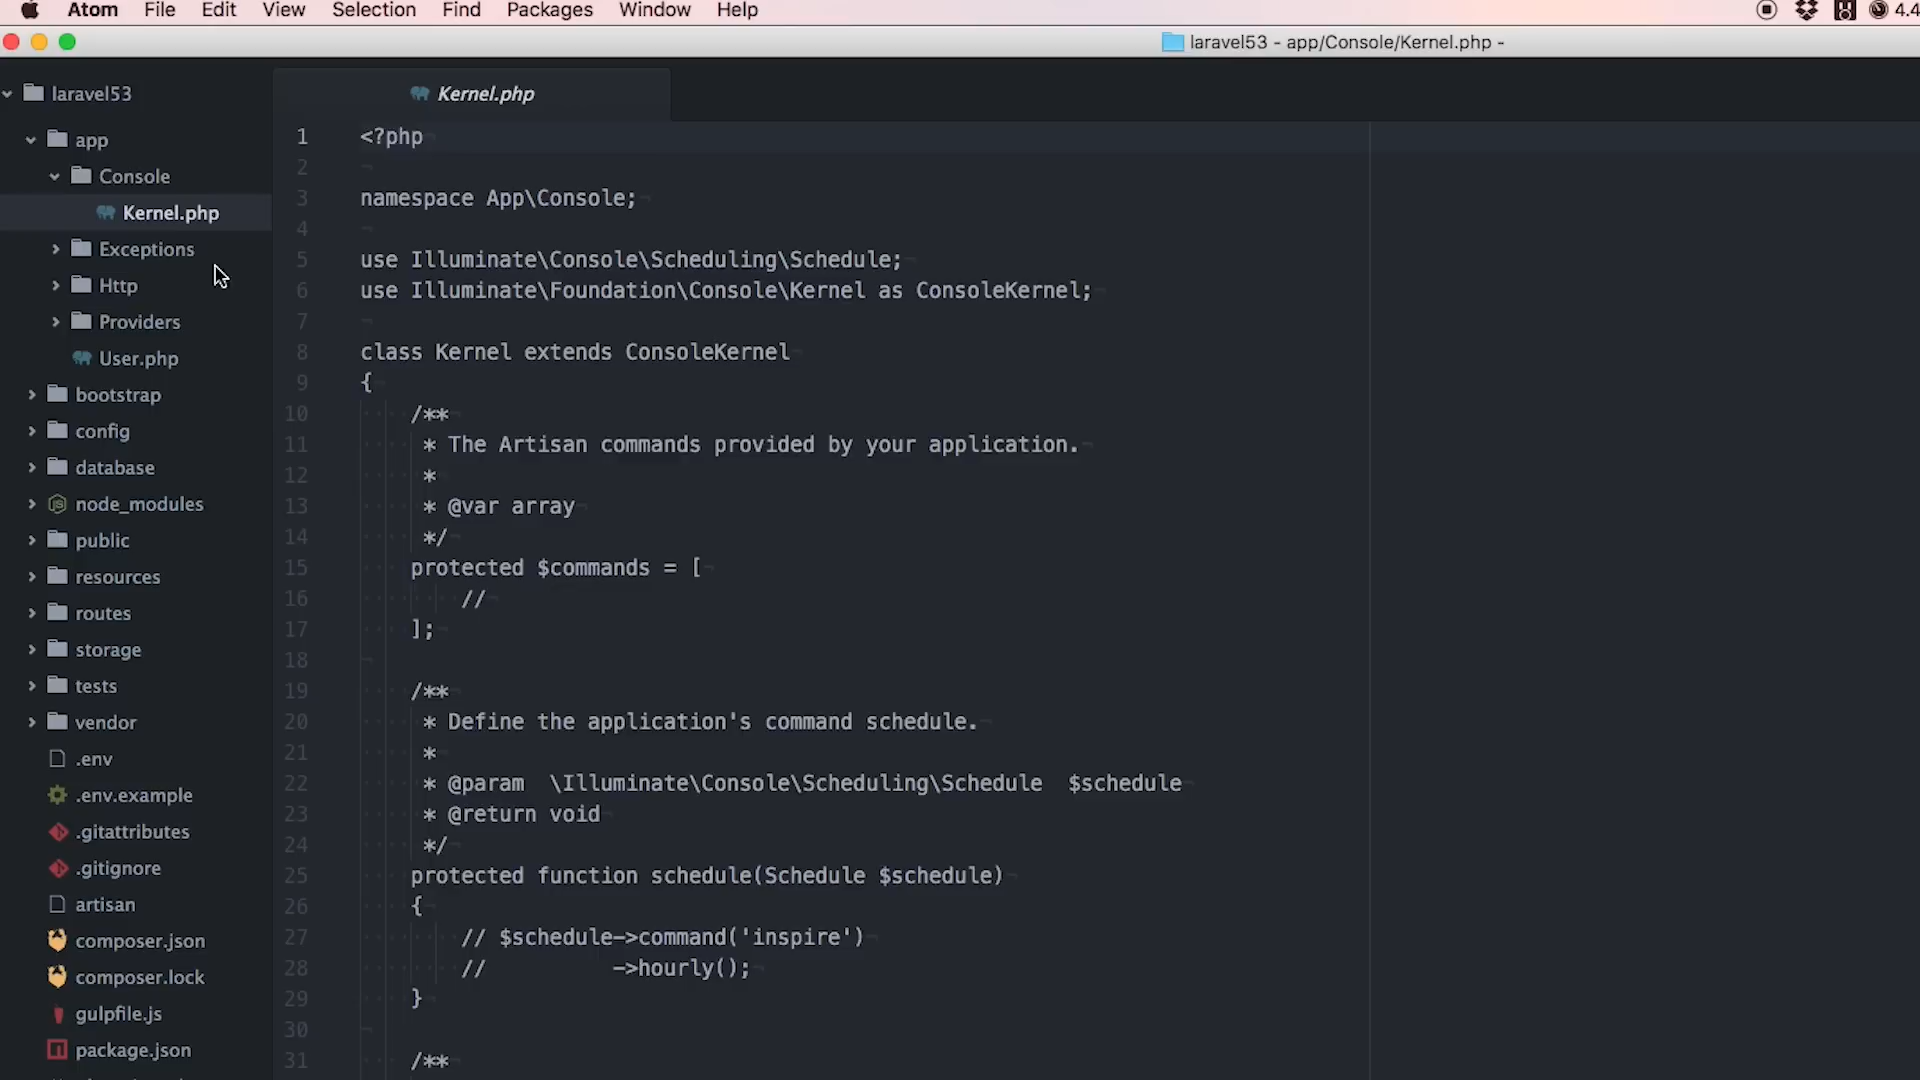 Atom File Edit View Selection Find Packages Window Help 4.4
laravel53 - app/Console/Kernel.php -
laravel53
app
Console
Kernel.php
Exceptions
Http
Providers
User.php
bootstrap
config
database
node_modules
public
resources
routes
storage
tests
vendor
.env
.env.example
.gitattributes
.gitignore
artisan
composer.json
composer.lock
gulpfile.js
package.json
Kernel.php
1 <?php
2
3 namespace App\Console;
4
5 use Illuminate\Console\Scheduling\Schedule;
6 use Illuminate\Foundation\Console\Kernel as ConsoleKernel;
7
8 class Kernel extends ConsoleKernel
9 {
10     /**
11      * The Artisan commands provided by your application.
12      *
13      * @var array
14      */
15     protected $commands = [
16         //
17     ];
18
19     /**
20      * Define the application's command schedule.
21      *
22      * @param  \Illuminate\Console\Scheduling\Schedule  $schedule
23      * @return void
24      */
25     protected function schedule(Schedule $schedule)
26     {
27         // $schedule->command('inspire')
28         //          ->hourly();
29     }
30
31     /**